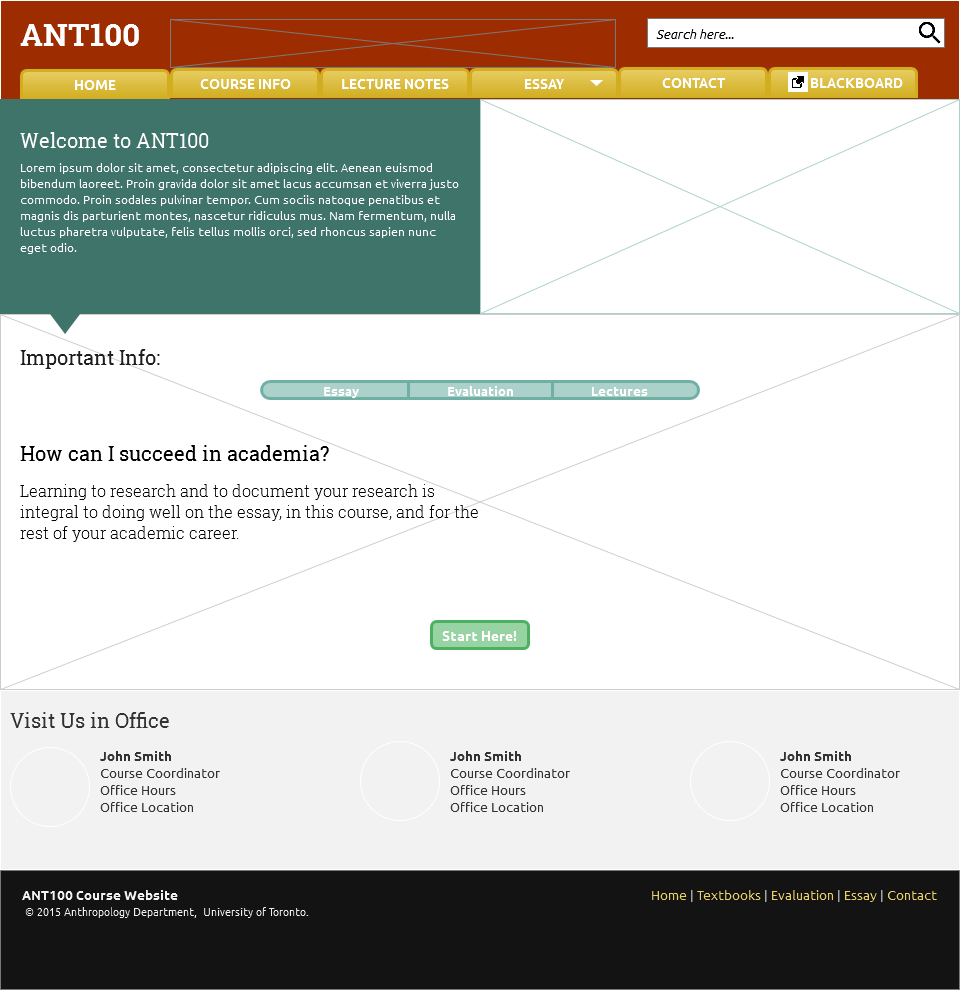 ANT100
Search here...
HOME
COURSE INFO
LECTURE NOTES
ESSAY
CONTACT
BLACKBOARD
Welcome to ANT100
Lorem ipsum dolor sit amet, consectetur adipiscing elit. Aenean euismod
bibendum laoreet. Proin gravida dolor sit amet lacus accumsan et viverra justo
commodo. Proin sodales pulvinar tempor. Cum sociis natoque penatibus et
magnis dis parturient montes, nascetur ridiculus mus. Nam fermentum, nulla
luctus pharetra vulputate, felis tellus mollis orci, sed rhoncus sapien nunc
eget odio.
Important Info:
Essay
Evaluation
Lectures
How can I succeed in academia?
Learning to research and to document your research is
integral to doing well on the essay, in this course, and for the
rest of your academic career.
Start Here!
Visit Us in Office
John Smith
Course Coordinator
Office Hours
Office Location
John Smith
Course Coordinator
Office Hours
Office Location
John Smith
Course Coordinator
Office Hours
Office Location
ANT100 Course Website
© 2015 Anthropology Department, University of Toronto.
Home | Textbooks | Evaluation | Essay | Contact